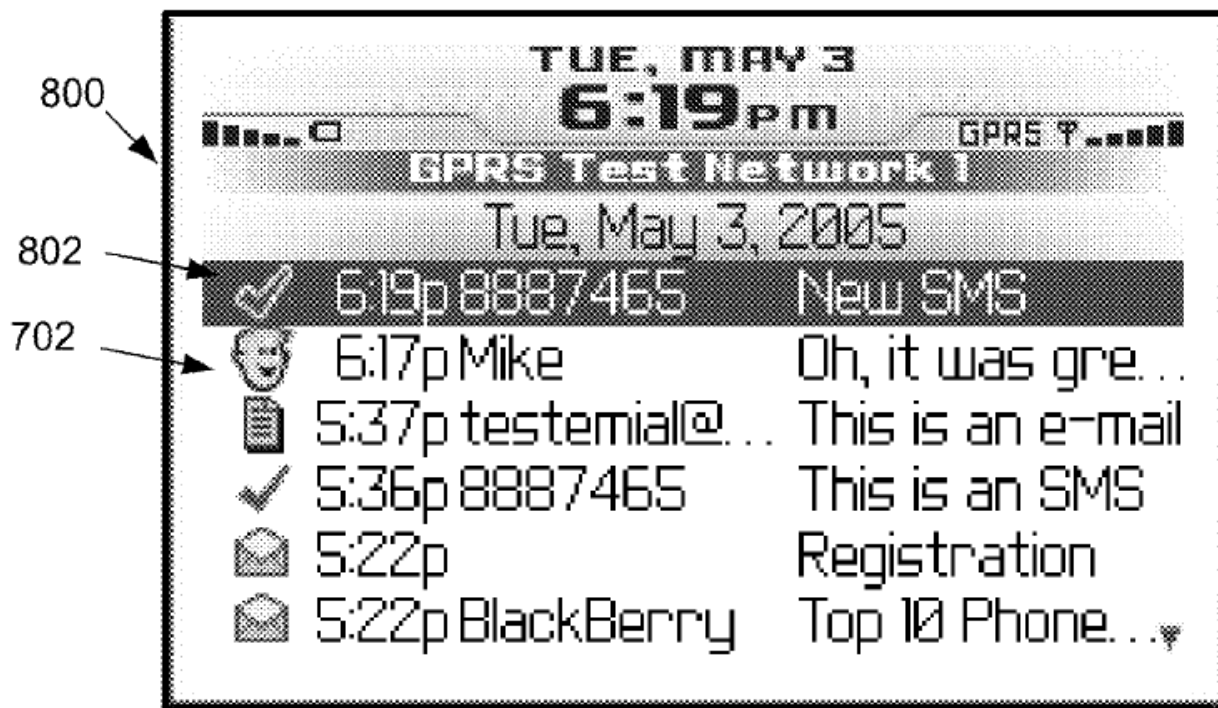 TUE, MAY 3
6:19pm
GPRS
GPRS Test Network 1
Tue, May 3, 2005
6:19p 8887465 New SMS
6:17p Mike Oh, it was gre...
5:37p testemial@... This is an e-mail
5:36p 8887465 This is an SMS
5:22p Registration
5:22p BlackBerry Top 10 Phone...
800
802
702